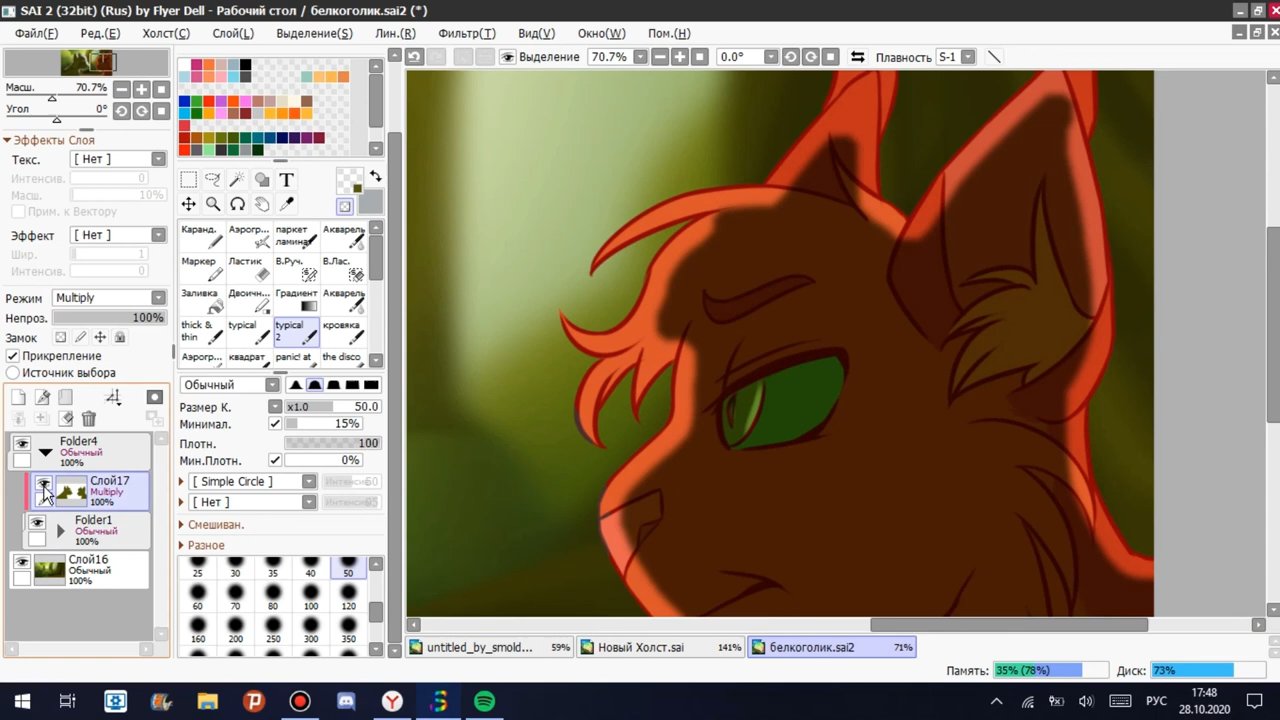 SAI 2 (32bit) (Rus) by Flyer Dell - Рабочий стол / белкоголик.sai2 (*)
Файл(F) Ред.(E) Холст(C) Слой(L) Выделение(S) Лин.(R) Фильтр(T) Вид(V) Окно(W) Пом.(H)
Выделение 70.7% 0.0° Плавность S-1
Масш. 70.7%
Угол 0°
Эффекты Слоя
Текс. [ Нет ]
Интенсив. 0
Масш. 10%
Прим. к Вектору
Эффект [ Нет ]
Шир. 1
Интенсив. 0
Режим Multiply
Непроз. 100%
Замок
Прикрепление
Источник выбора
Folder4
Обычный
100%
Слой17
Multiply
100%
Folder1
Обычный
100%
Слой16
Обычный
100%
T
Каранд. Аэрогр... паркет ламина Акварель
Маркер Ластик В.Руч. В.Лас.
Заливка Двоичн... Градиент Акварель
thick & thin typical typical 2 кровяка
Аэрогр... квадрат panic! at the disco
Обычный
Размер К. x1.0 50.0
Минимал. 15%
Плотн. 100
Мин.Плотн. 0%
[ Simple Circle ]
[ Нет ]
Смешиван.
Разное
25 30 35 40 50
60 70 80 100 120
160 200 250 300 350
untitled_by_smold... 59% Новый Холст.sai 141% белкоголик.sai2 71%
Память: 35% (78%) Диск: 73%
РУС 17:48
28.10.2020